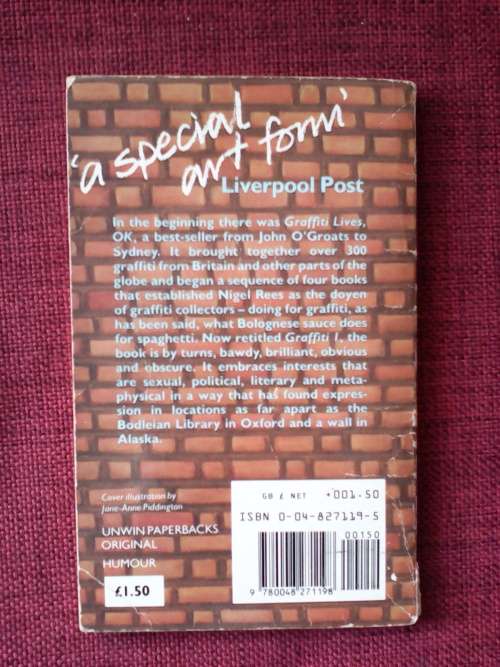 'a special
art form'
Liverpool Post
In the beginning there was Graffiti Lives,
OK, a best-seller from John O'Groats to
Sydney. It brought together over 300
graffiti from Britain and other parts of the
globe and began a sequence of four books
that established Nigel Rees as the doyen
of graffiti collectors – doing for graffiti, as
has been said, what Bolognese sauce does
for spaghetti. Now retitled Graffiti 1, the
book is by turns, bawdy, brilliant, obvious
and obscure. It embraces interests that
are sexual, political, literary and meta-
physical in a way that has found expres-
sion in locations as far apart as the
Bodleian Library in Oxford and a wall in
Alaska.
Cover illustration by
Jane-Anne Piddington
UNWIN PAPERBACKS
ORIGINAL
HUMOUR
£1.50
GB £ NET +001.50
ISBN 0-04-827119-5
00150
9 780048 271198